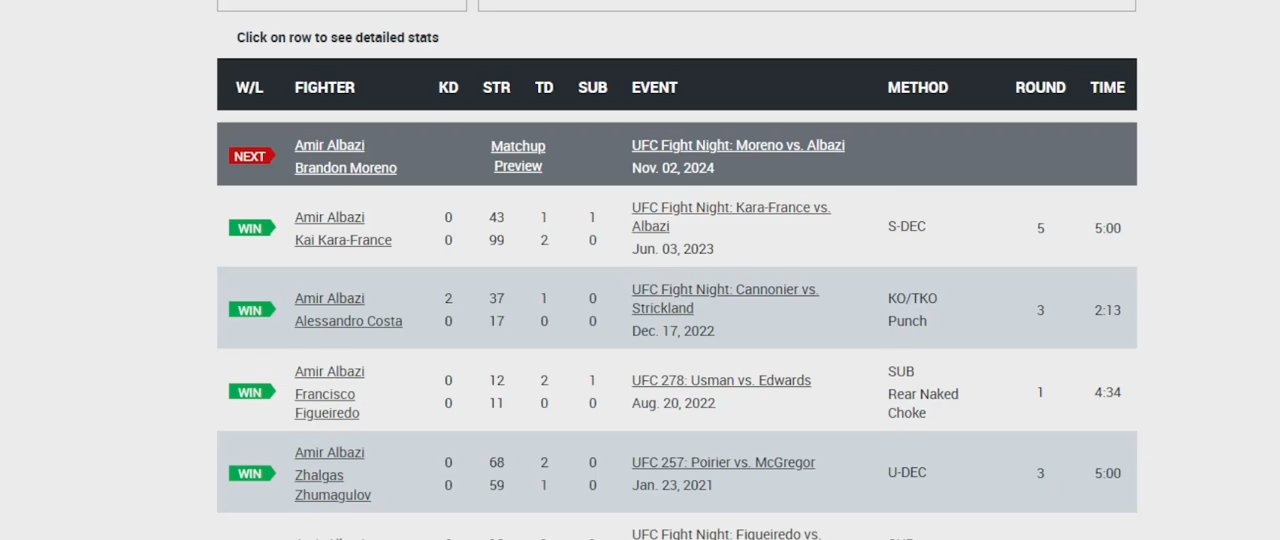 Click on row to see detailed stats
W/L FIGHTER KD STR TD SUB EVENT METHOD ROUND TIME
NEXT
Amir Albazi
Brandon Moreno
Matchup
Preview
UFC Fight Night: Moreno vs. Albazi
Nov. 02, 2024
WIN
Amir Albazi 0 43 1 1
Kai Kara-France 0 99 2 0
UFC Fight Night: Kara-France vs.
Albazi
Jun. 03, 2023
S-DEC
5
5:00
WIN
Amir Albazi 2 37 1 0
Alessandro Costa 0 17 0 0
UFC Fight Night: Cannonier vs.
Strickland
Dec. 17, 2022
KO/TKO
Punch
3
2:13
WIN
Amir Albazi
Francisco
Figueiredo
0 12 2 1
0 11 0 0
UFC 278: Usman vs. Edwards
Aug. 20, 2022
SUB
Rear Naked
Choke
1
4:34
WIN
Amir Albazi
Zhalgas
Zhumagulov
0 68 2 0
0 59 1 0
UFC 257: Poirier vs. McGregor
Jan. 23, 2021
U-DEC
3
5:00
UFC Fight Night: Figueiredo vs.